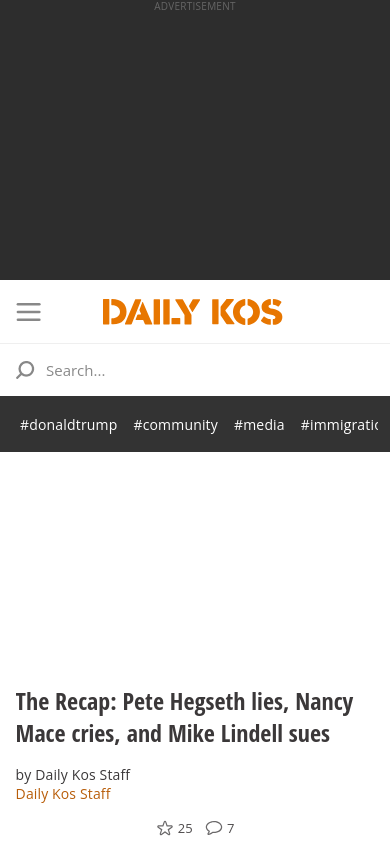 ADVERTISEMENT
DAILY KOS
Search...
#donaldtrump #community #media #immigratic
The Recap: Pete Hegseth lies, Nancy
Mace cries, and Mike Lindell sues
by Daily Kos Staff
Daily Kos Staff
25 7